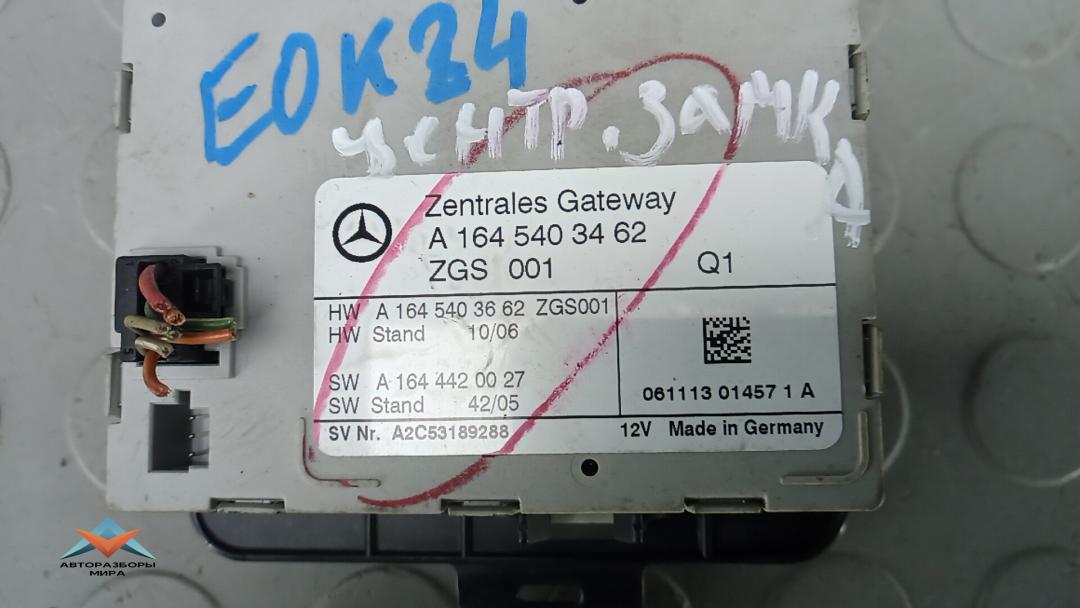 EOK84
центр. ЗАМК
А
Zentrales Gateway
A 164 540 34 62
ZGS 001
Q1
HW A 164 540 36 62 ZGS001
HW Stand 10/06
SW A 164 442 00 27
SW Stand 42/05
061113 01457 1 A
SV Nr. A2C53189288
12V Made in Germany
АВТОРАЗБОРЫ
МИРА